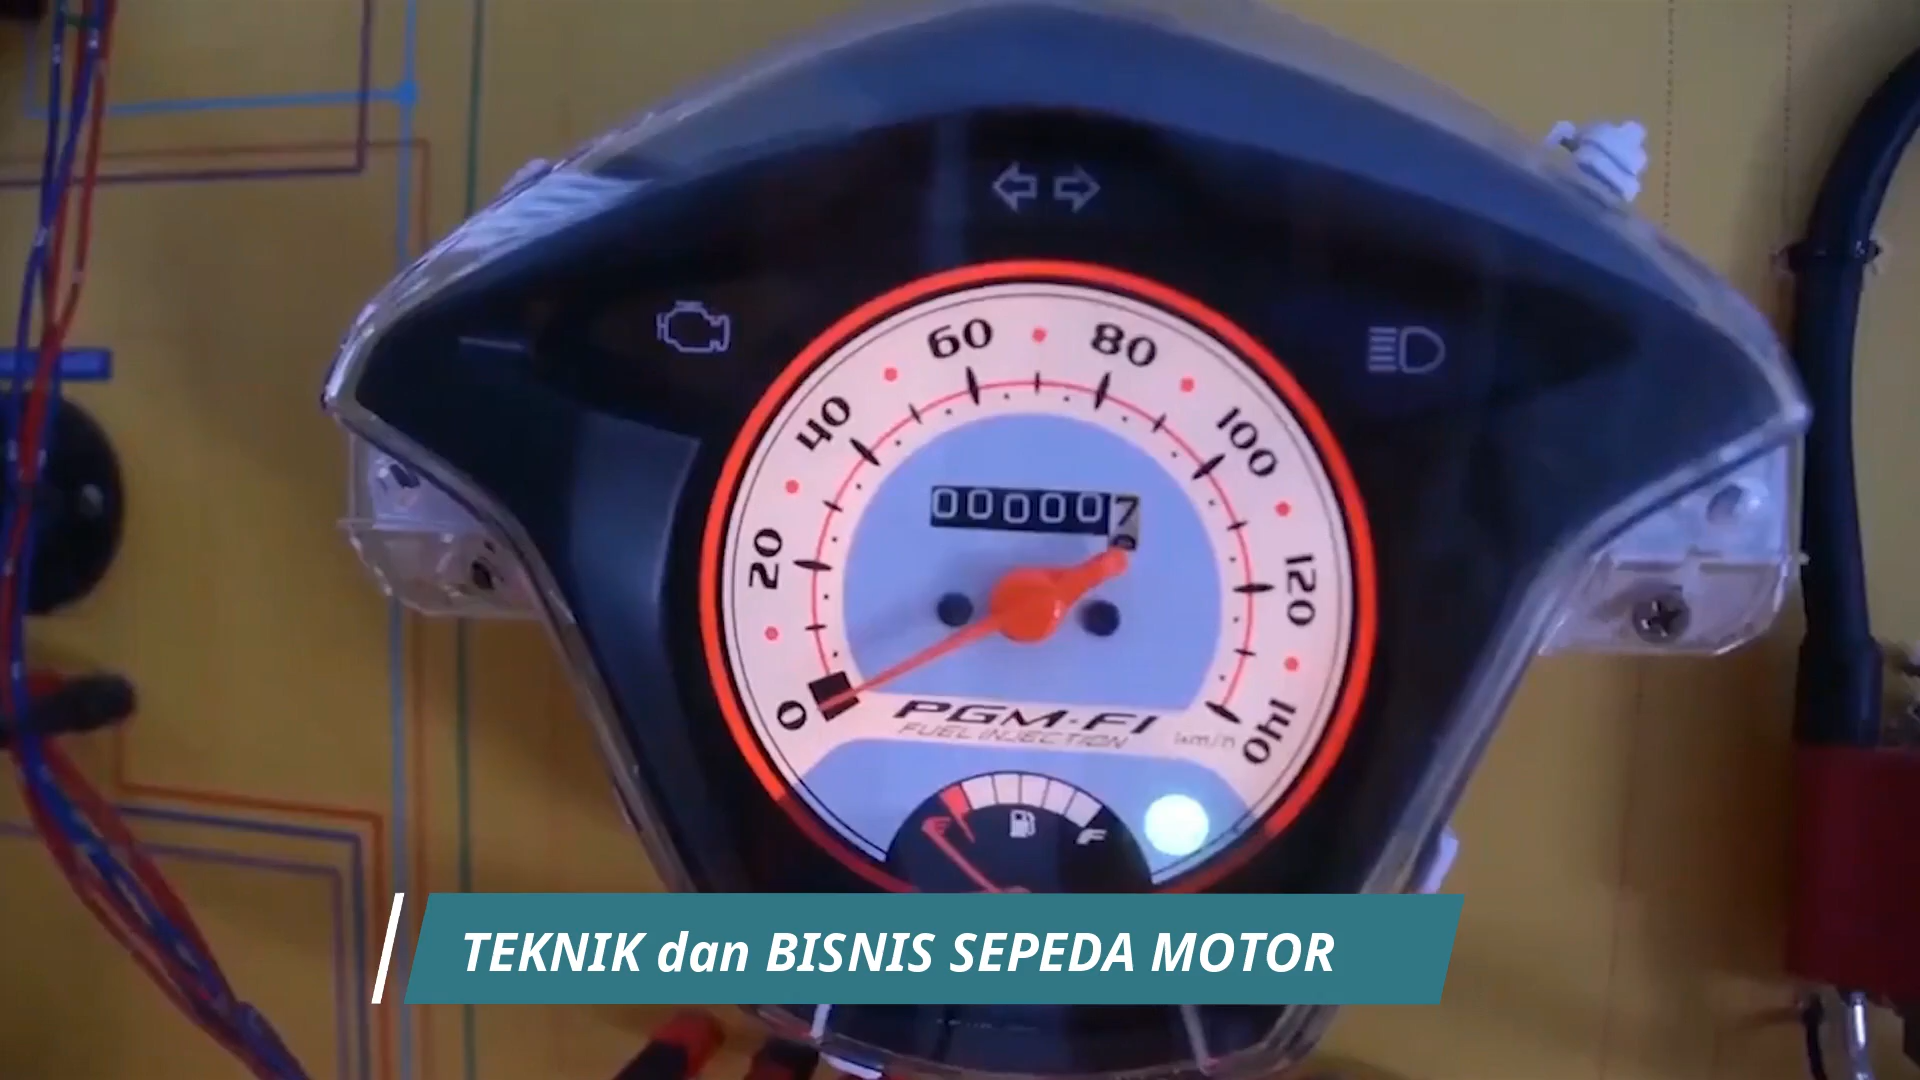 60 80
40 100
000007
20 120
0 140
PGM-FI
FUEL INJECTION km/h
E F
TEKNIK dan BISNIS SEPEDA MOTOR